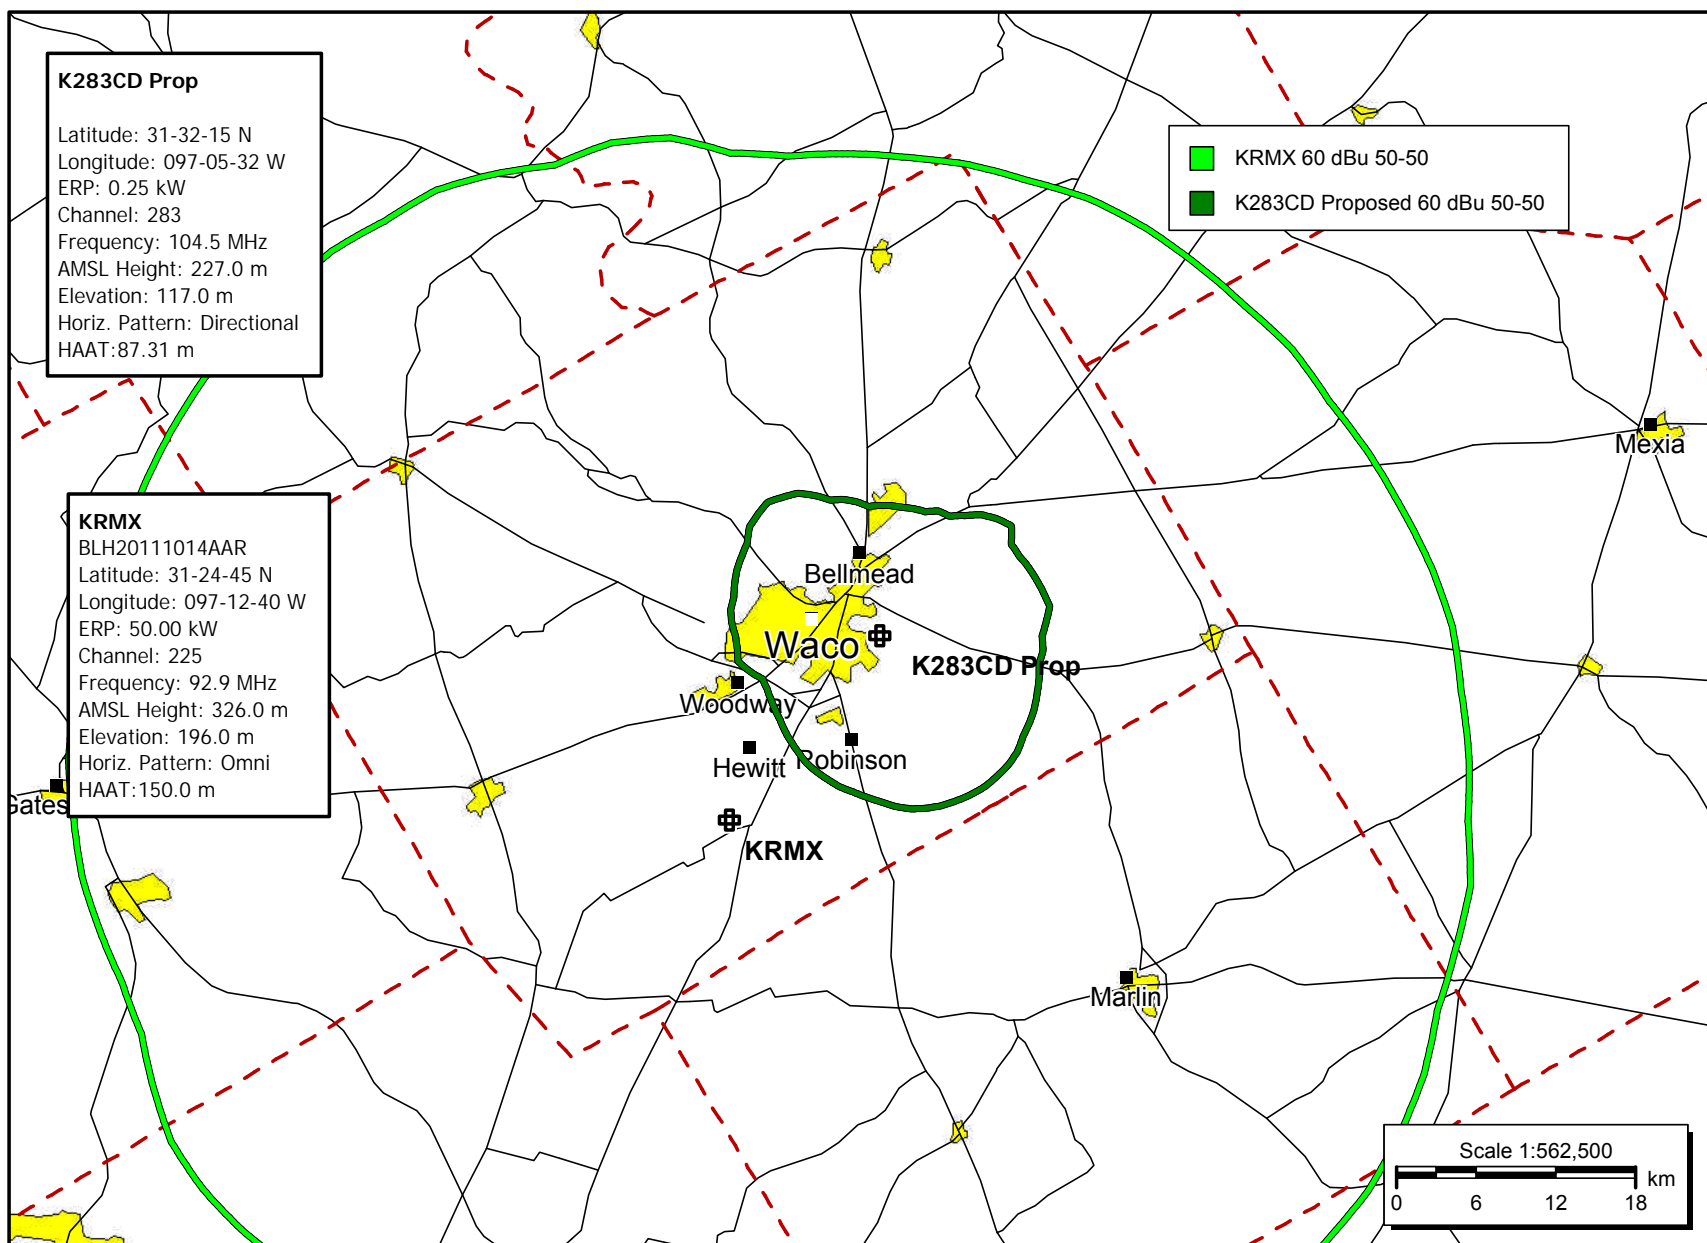 K283CD Prop
Latitude: 31-32-15 N
Longitude: 097-05-32 W
ERP: 0.25 kW
Channel: 283
Frequency: 104.5 MHz
AMSL Height: 227.0 m
Elevation: 117.0 m
Horiz. Pattern: Directional
HAAT:87.31 m
KRMX 60 dBu 50-50
K283CD Proposed 60 dBu 50-50
Mexia
KRMX
BLH20111014AAR
Latitude: 31-24-45 N
Longitude: 097-12-40 W
ERP: 50.00 kW
Channel: 225
Frequency: 92.9 MHz
AMSL Height: 326.0 m
Elevation: 196.0 m
Horiz. Pattern: Omni
HAAT:150.0 m
Bellmead
Waco
K283CD Prop
Woodway
Robinson
Hewitt
Gates
KRMX
Marlin
Scale 1:562,500
km
0 6 12 18